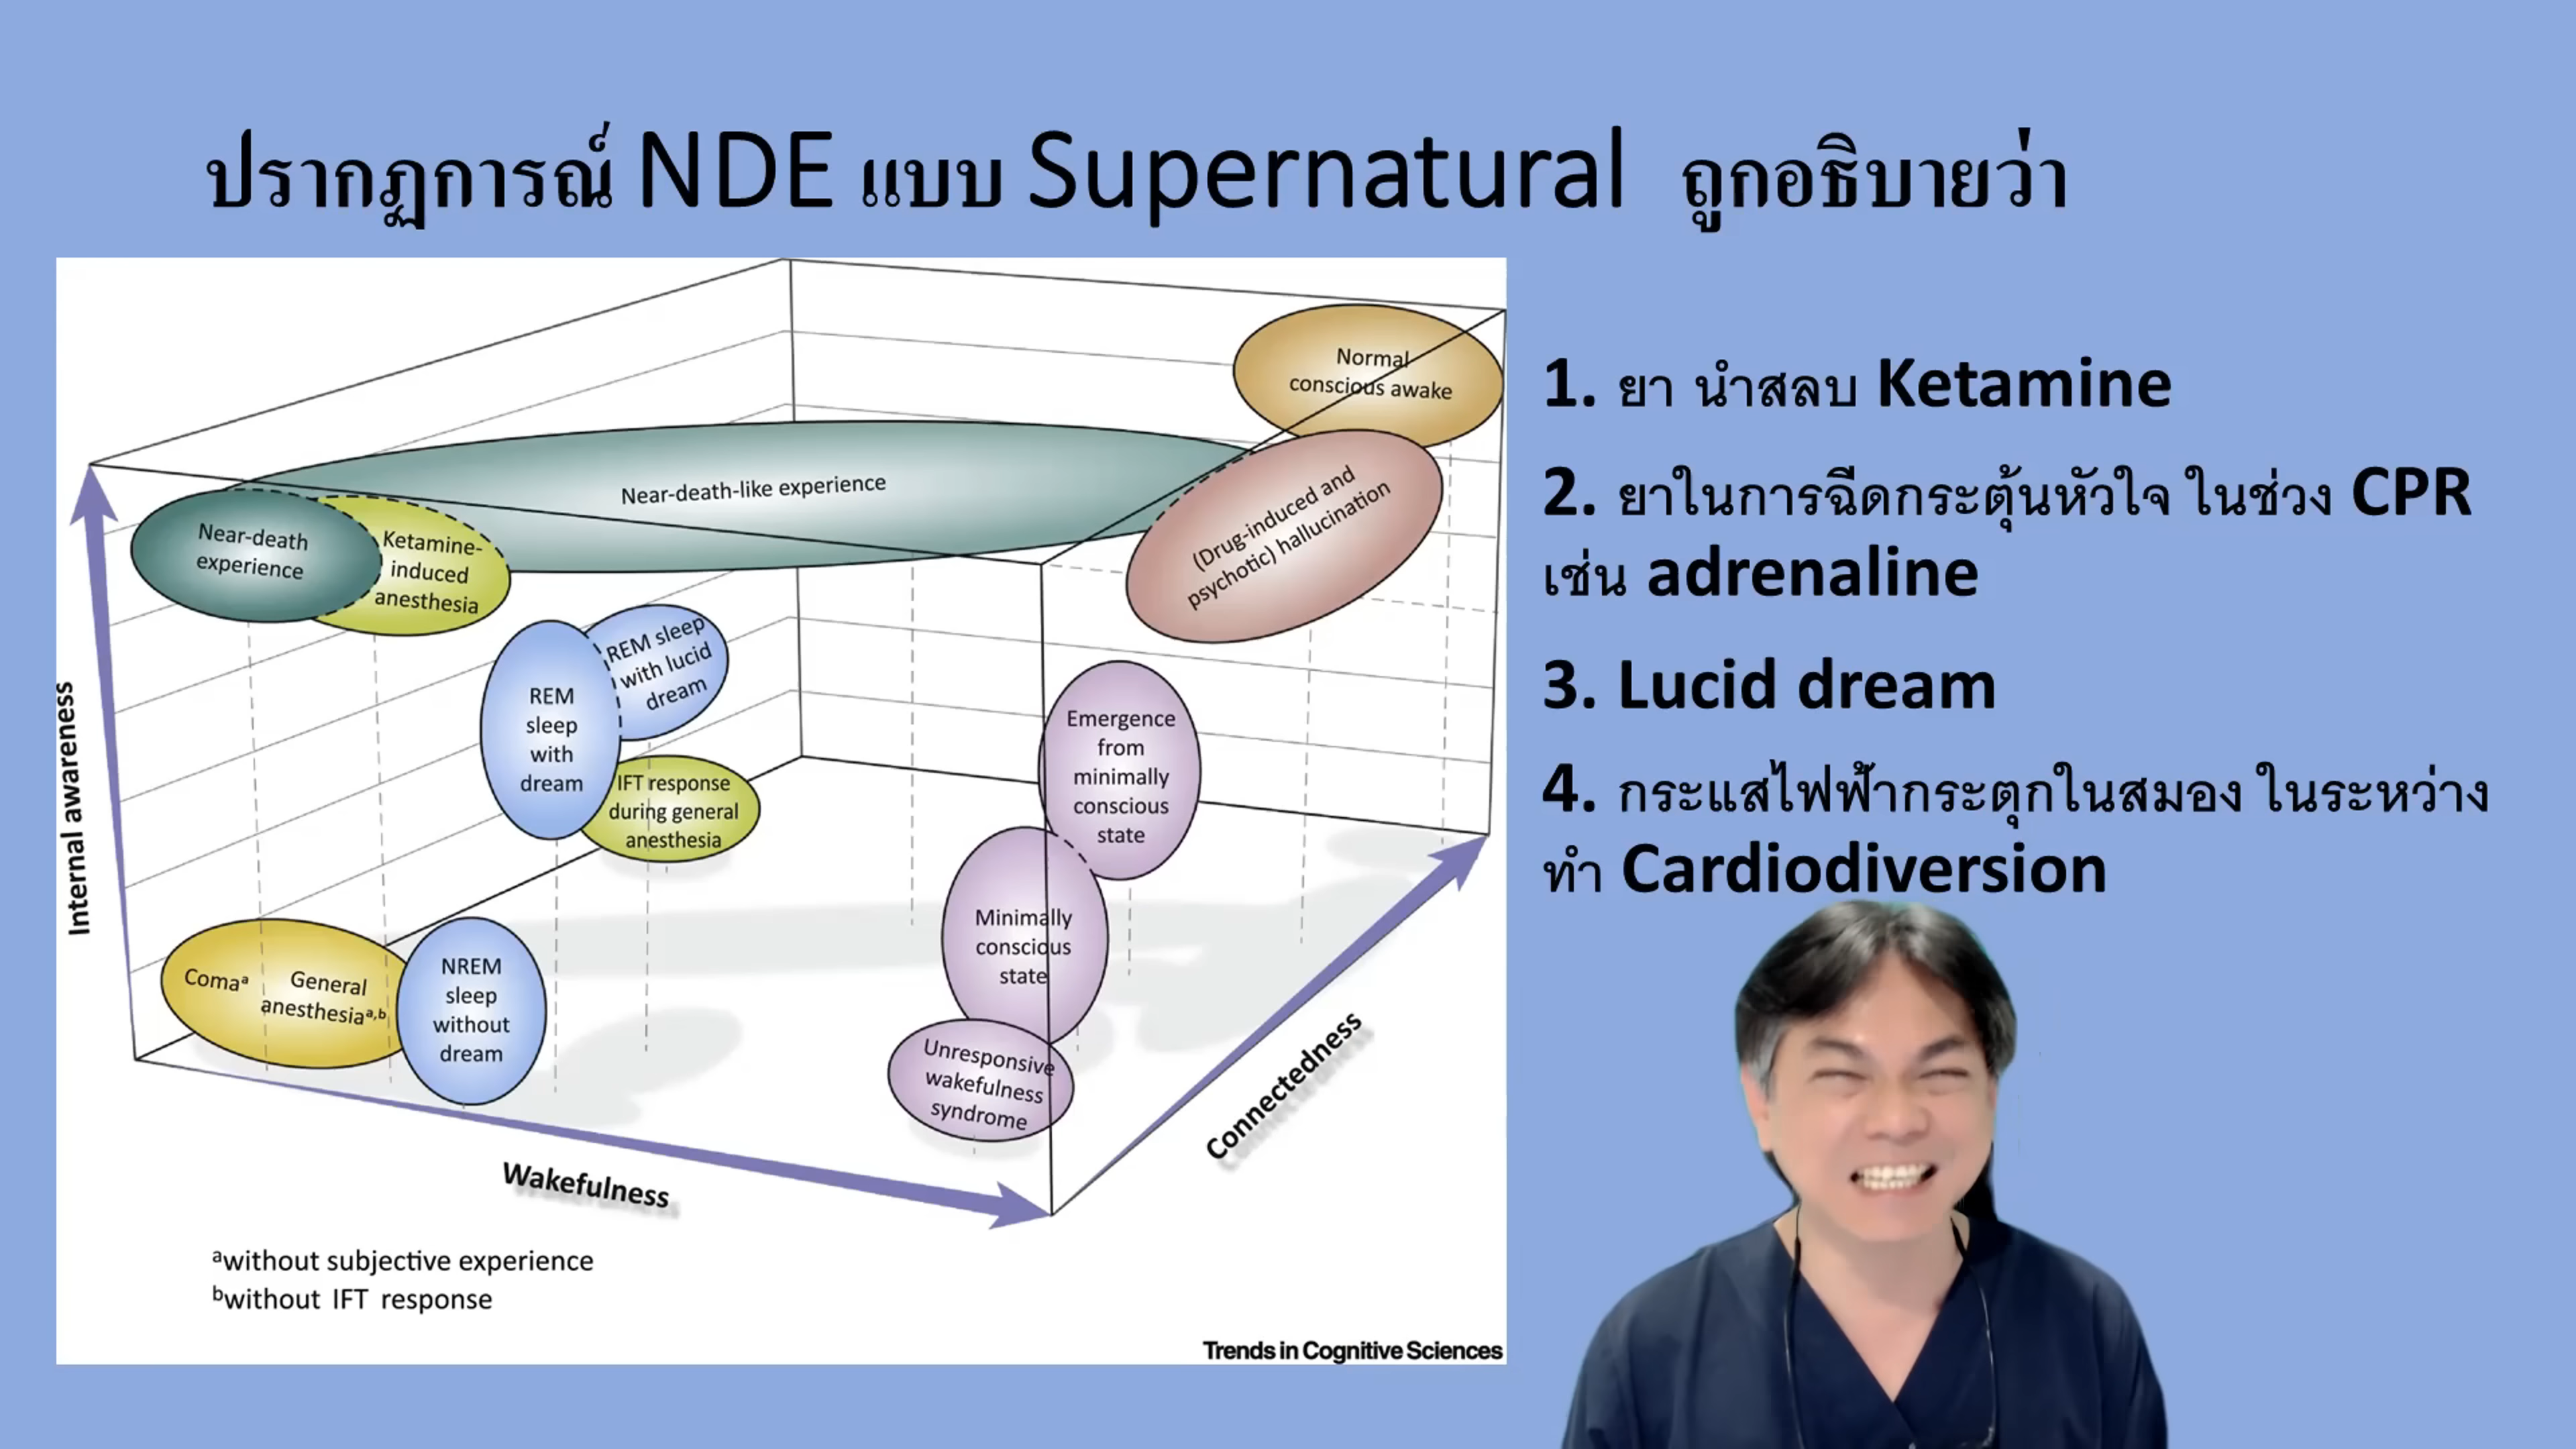 ปรากฏการณ์ NDE แบบ Supernatural ถูกอธิบายว่า
Normal
conscious awake
Near-death-like experience
(Drug-induced and
psychotic) hallucination
Near-death
experience
Ketamine-
induced
anesthesia
REM sleep
with lucid
dream
REM
sleep
with
dream
IFT response
during general
anesthesia
Emergence
from
minimally
conscious
state
Minimally
conscious
state
Unresponsive
wakefulness
syndrome
Comaᵃ
General
anesthesiaᵃ,ᵇ
NREM
sleep
without
dream
Internal awareness
Wakefulness
Connectedness
ᵃwithout subjective experience
ᵇwithout IFT response
Trends in Cognitive Sciences
1. ยา นำสลบ Ketamine
2. ยาในการฉีดกระตุ้นหัวใจ ในช่วง CPR
เช่น adrenaline
3. Lucid dream
4. กระแสไฟฟ้ากระตุกในสมอง ในระหว่าง
ทำ Cardiodiversion